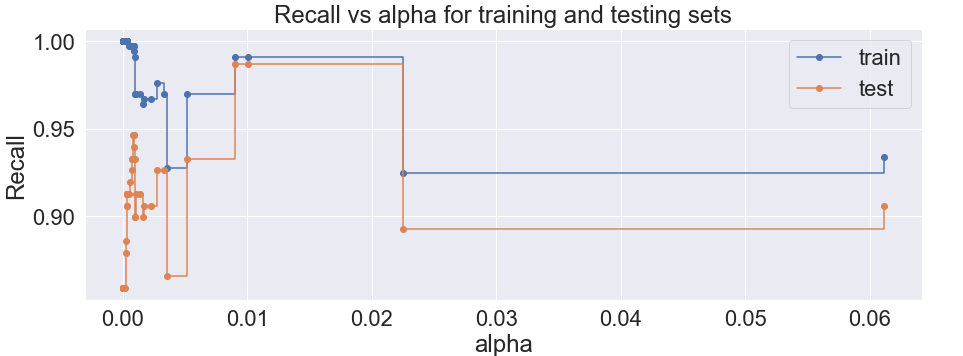 Recall vs alpha for training and testing sets
train
test
Recall
1.00
0.95
0.90
0.00 0.01 0.02 0.03 0.04 0.05 0.06
alpha